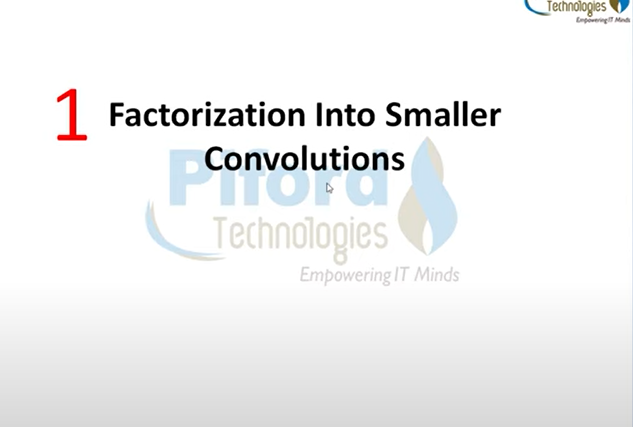 Technologies
Empowering IT Minds
1 Factorization Into Smaller
Convolutions
Piford
Technologies
Empowering IT Minds